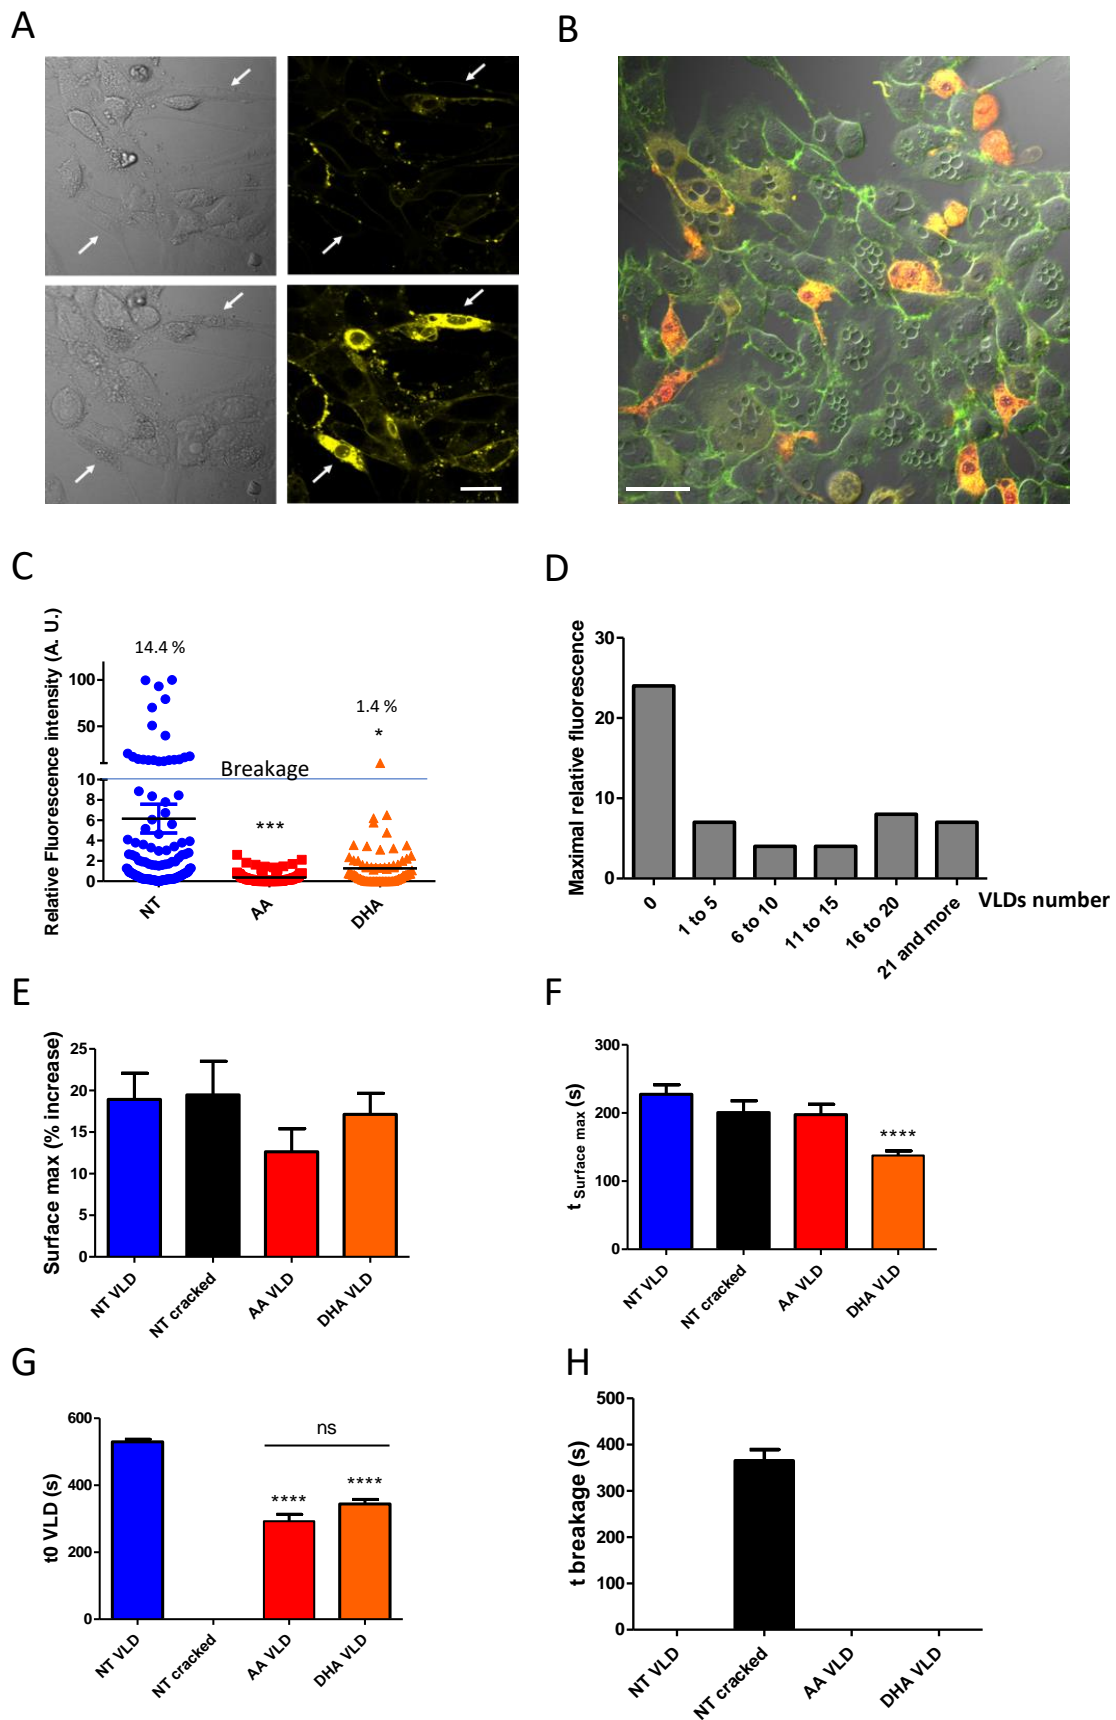 A
B
C
Relative Fluorescence intensity (A. U.)
14.4 %
1.4 %
*
***
Breakage
100
50
10
8
6
4
2
0
NT
AA
DHA
D
Maximal relative fluorescence
30
20
10
0
0
1 to 5
6 to 10
11 to 15
16 to 20
21 and more
VLDs number
E
Surface max (% increase)
25
20
15
10
5
0
NT VLD
NT cracked
AA VLD
DHA VLD
F
t Surface max (s)
300
200
100
0
****
NT VLD
NT cracked
AA VLD
DHA VLD
G
t0 VLD (s)
600
400
200
0
ns
****
****
NT VLD
NT cracked
AA VLD
DHA VLD
H
t breakage (s)
500
400
300
200
100
0
NT VLD
NT cracked
AA VLD
DHA VLD